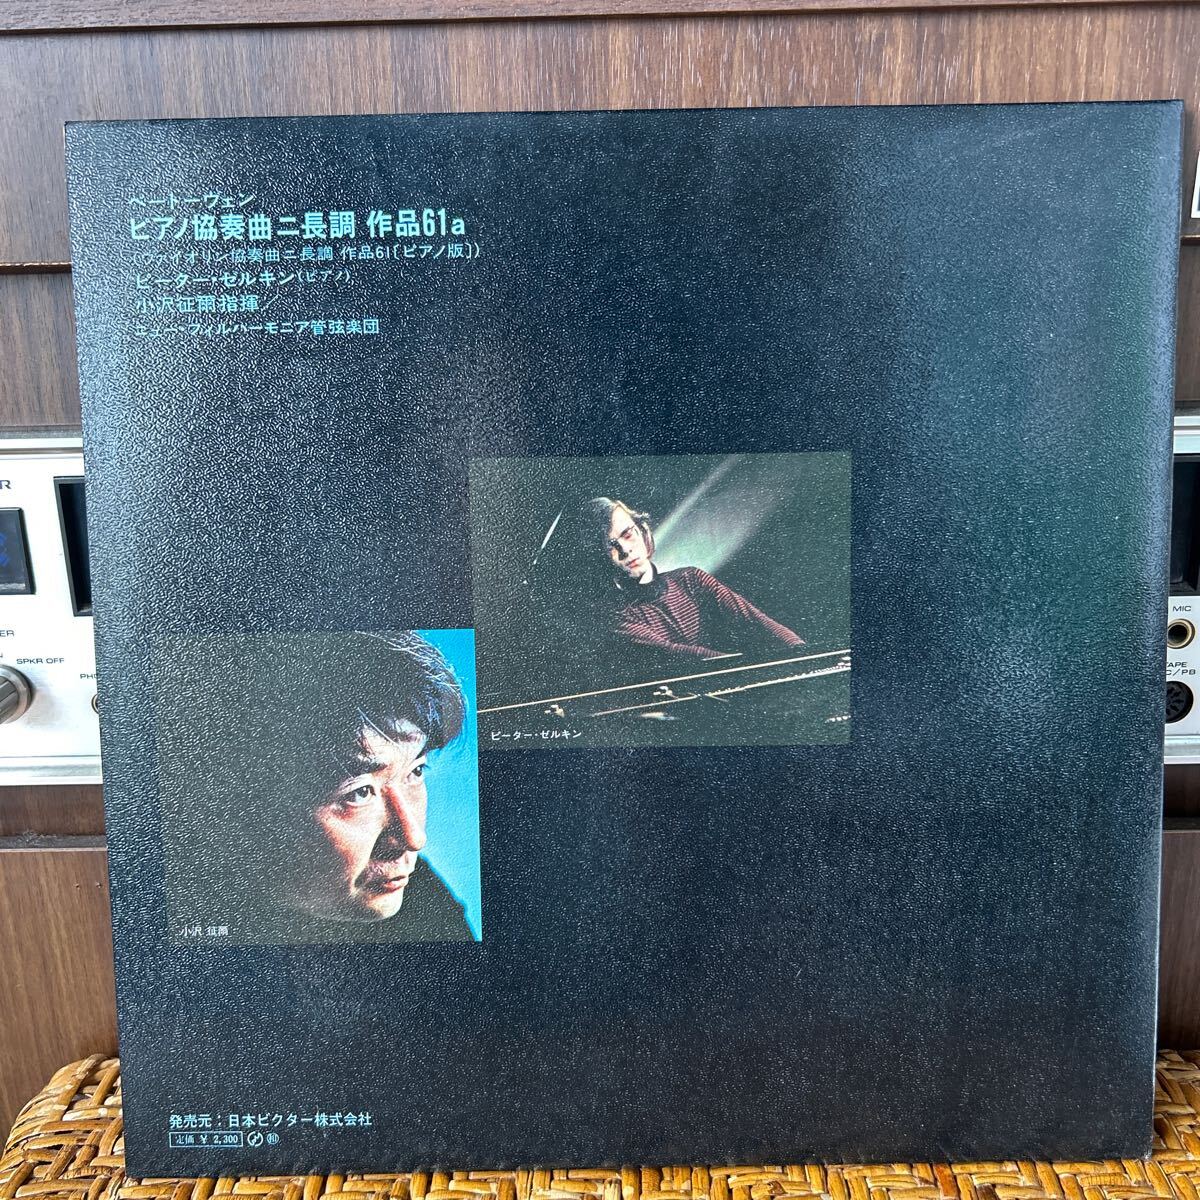 ベートーヴェン
ピアノ協奏曲ニ長調 作品61a
(ヴァイオリン協奏曲ニ長調 作品61[ピアノ版])
ピーター・ゼルキン(ピアノ)
小沢征爾指揮/
ニュー・フィルハーモニア管弦楽団
ピーター・ゼルキン
小沢 征爾
発売元:日本ビクター株式会社
定価 ¥ 2,300
SPKR OFF
MIC
TAPE